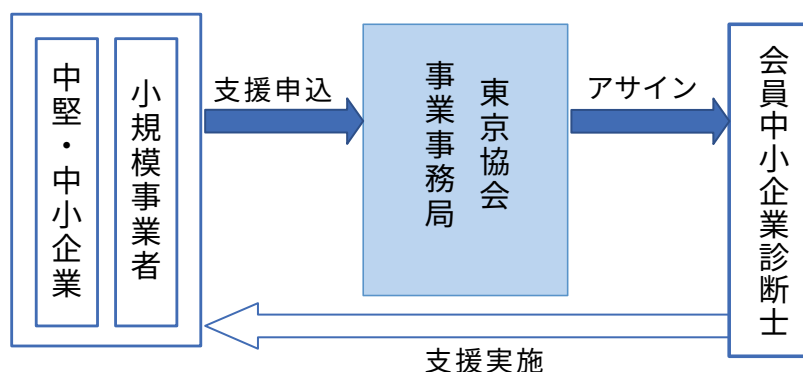 中堅・中小企業
小規模事業者
支援申込
東京協会
事業事務局
アサイン
会員中小企業診断士
支援実施